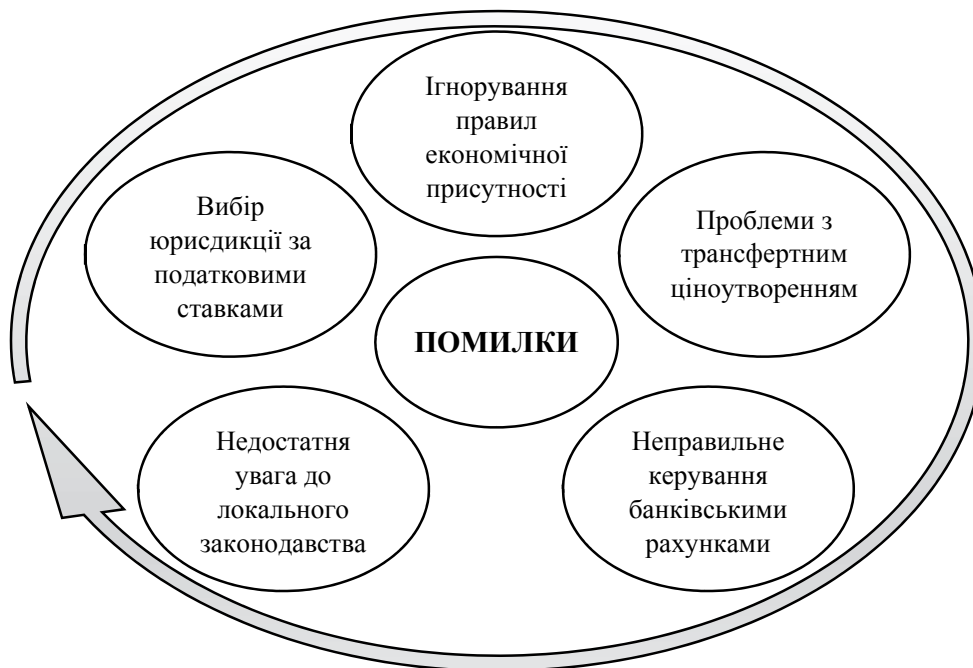 Ігнорування
правил
економічної
присутності
Вибір
юрисдикції за
податковими
ставками
Проблеми з
трансфертним
ціноутворенням
ПОМИЛКИ
Недостатня
увага до
локального
законодавства
Неправильне
керування
банківськими
рахунками